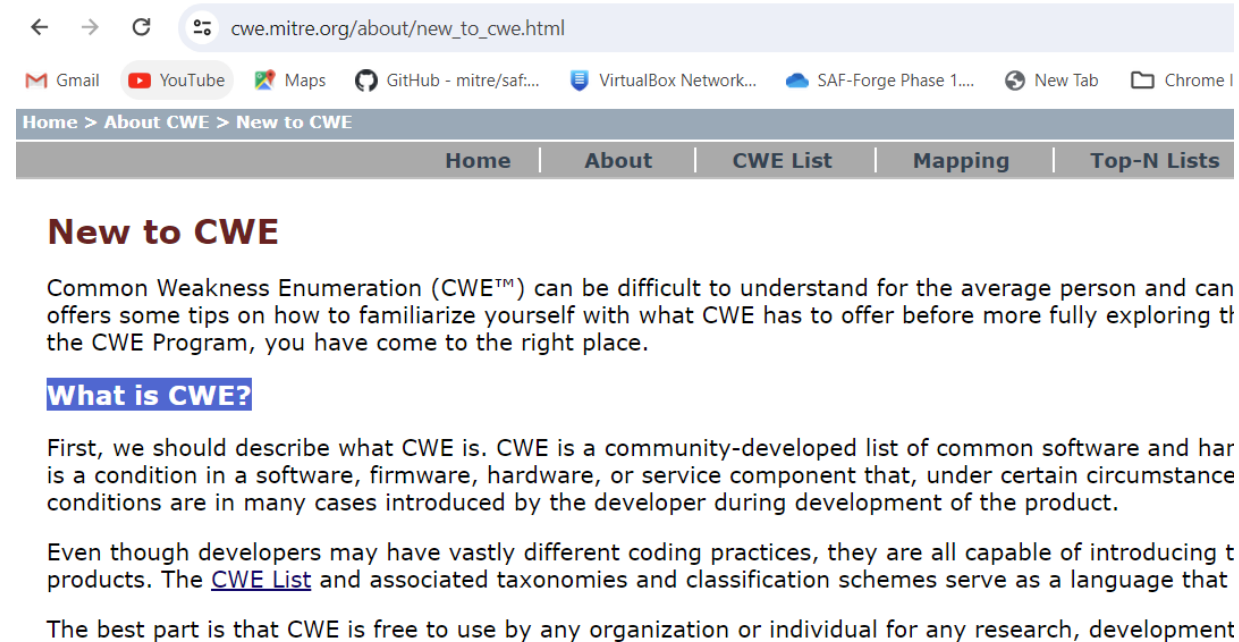 cwe.mitre.org/about/new_to_cwe.html
Gmail YouTube Maps GitHub - mitre/saf:... VirtualBox Network... SAF-Forge Phase 1.... New Tab Chrome
Home > About CWE > New to CWE
Home About CWE List Mapping Top-N Lists
New to CWE
Common Weakness Enumeration (CWE™) can be difficult to understand for the average person and can
offers some tips on how to familiarize yourself with what CWE has to offer before more fully exploring
the CWE Program, you have come to the right place.
What is CWE?
First, we should describe what CWE is. CWE is a community-developed list of common software and
is a condition in a software, firmware, hardware, or service component that, under certain circumstance
conditions are in many cases introduced by the developer during development of the product.
Even though developers may have vastly different coding practices, they are all capable of introducing
products. The CWE List and associated taxonomies and classification schemes serve as a language that
The best part is that CWE is free to use by any organization or individual for any research, development